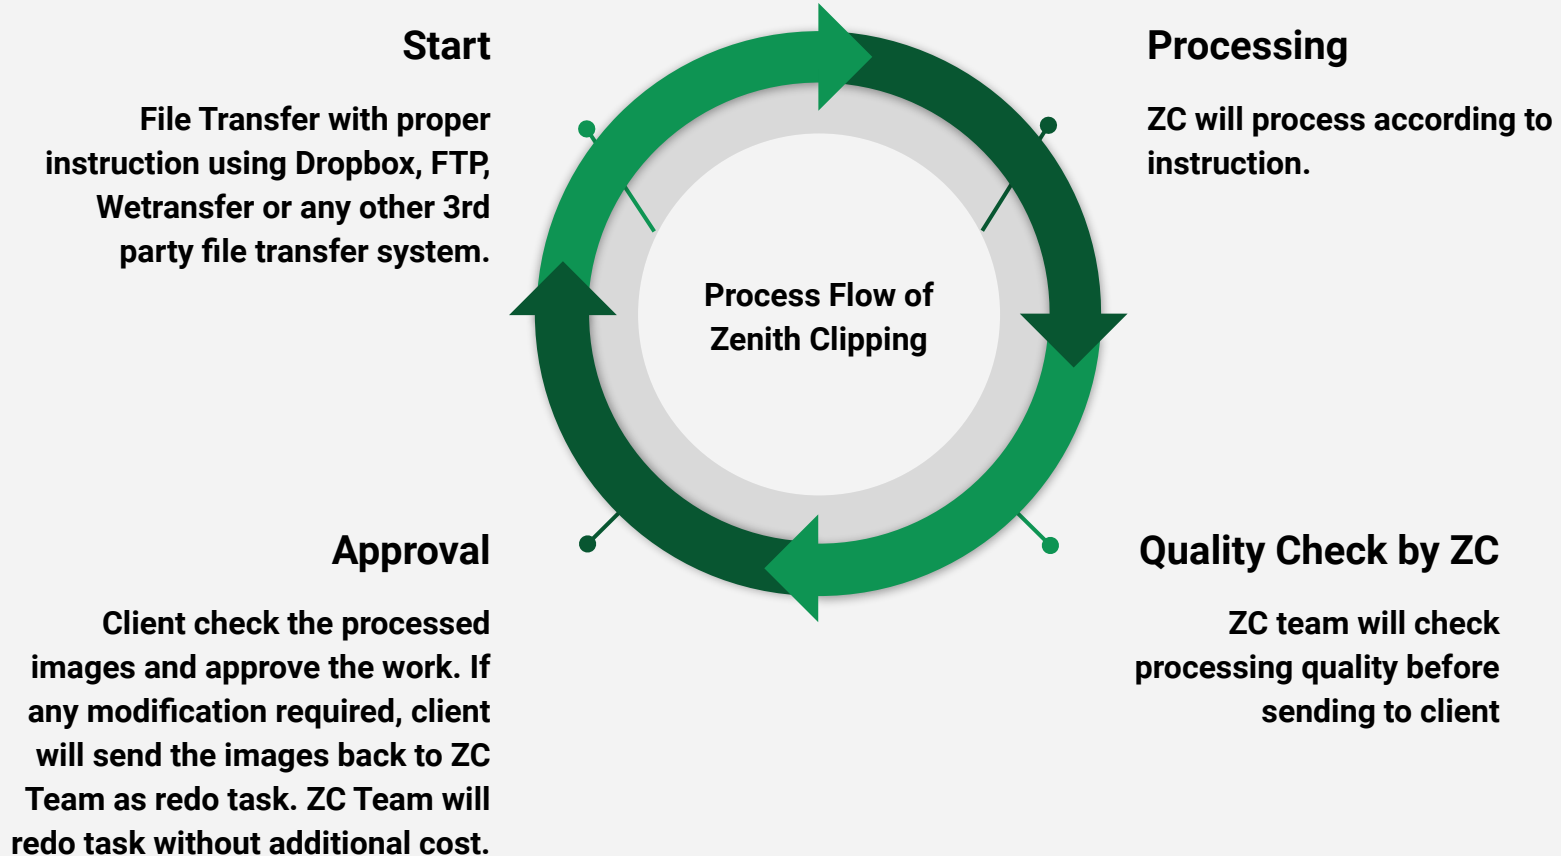 Start
File Transfer with proper
instruction using Dropbox, FTP,
Wetransfer or any other 3rd
party file transfer system.
Processing
ZC will process according to
instruction.
Process Flow of
Zenith Clipping
Approval
Client check the processed
images and approve the work. If
any modification required, client
will send the images back to ZC
Team as redo task. ZC Team will
redo task without additional cost.
Quality Check by ZC
ZC team will check
processing quality before
sending to client